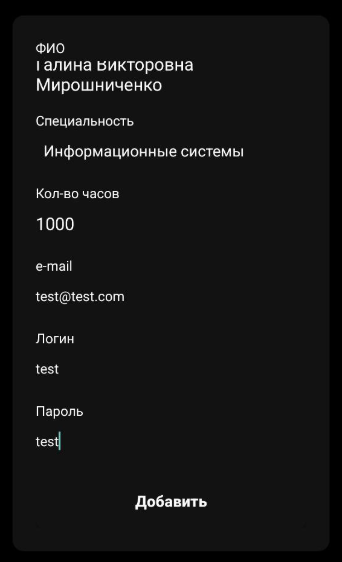 ФИО
Галина Викторовна
Мирошниченко
Специальность
Информационные системы
Кол-во часов
1000
e-mail
test@test.com
Логин
test
Пароль
test
Добавить